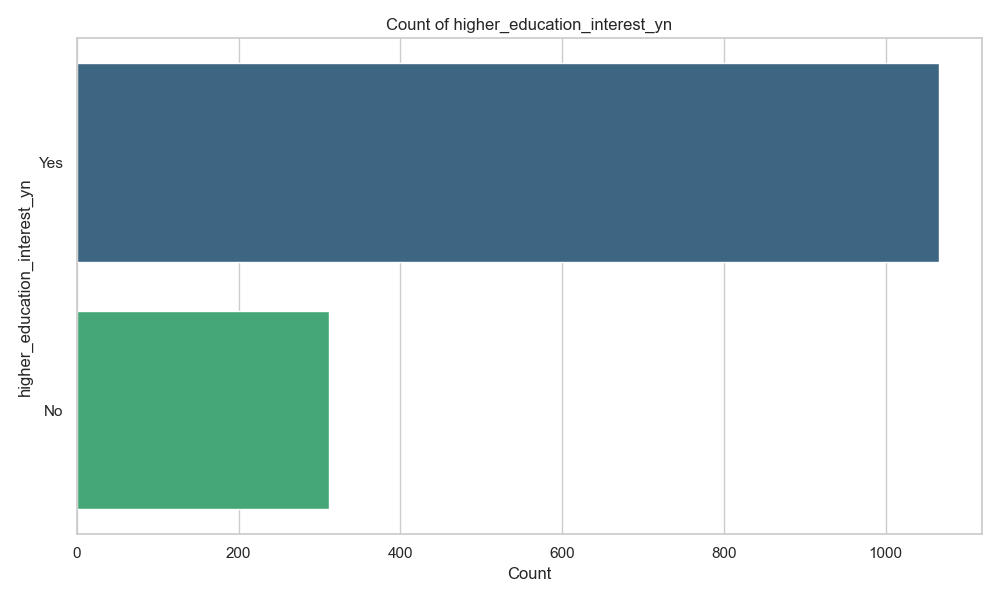 Count of higher_education_interest_yn
higher_education_interest_yn
Yes
No
0 200 400 600 800 1000
Count